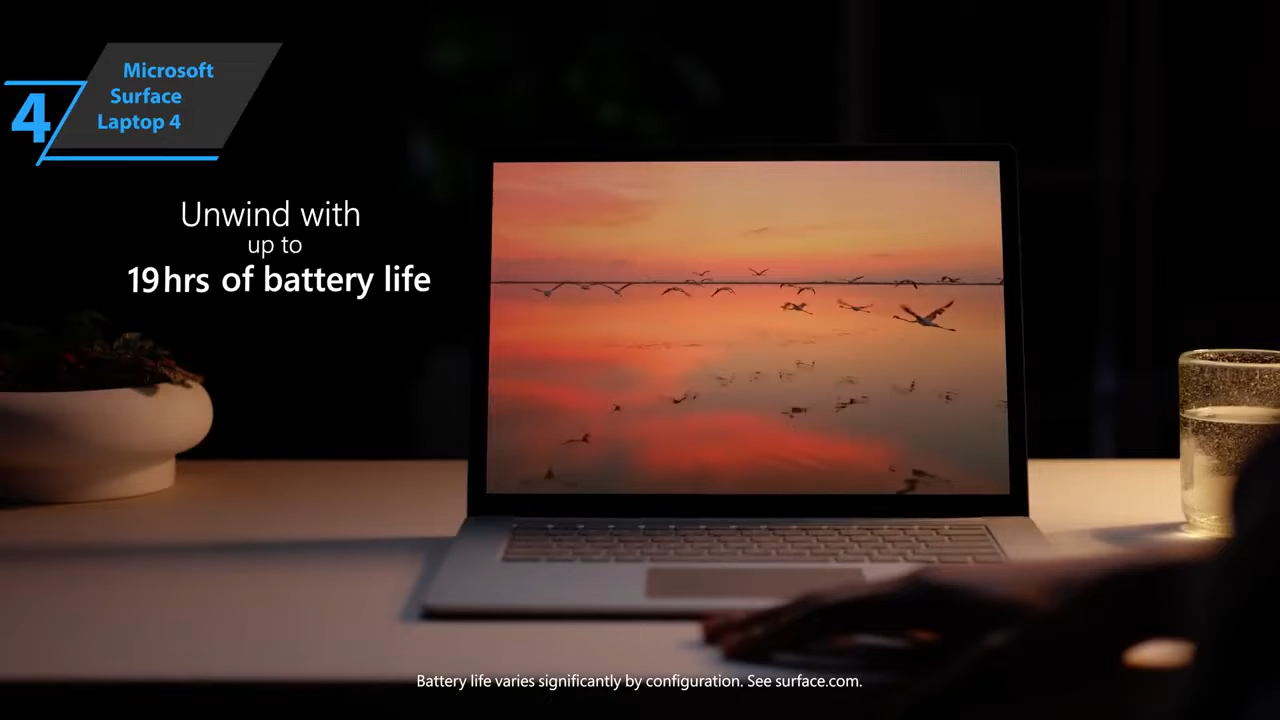 4
Microsoft
Surface
Laptop 4
Unwind with
up to
19hrs of battery life
Battery life varies significantly by configuration. See surface.com.